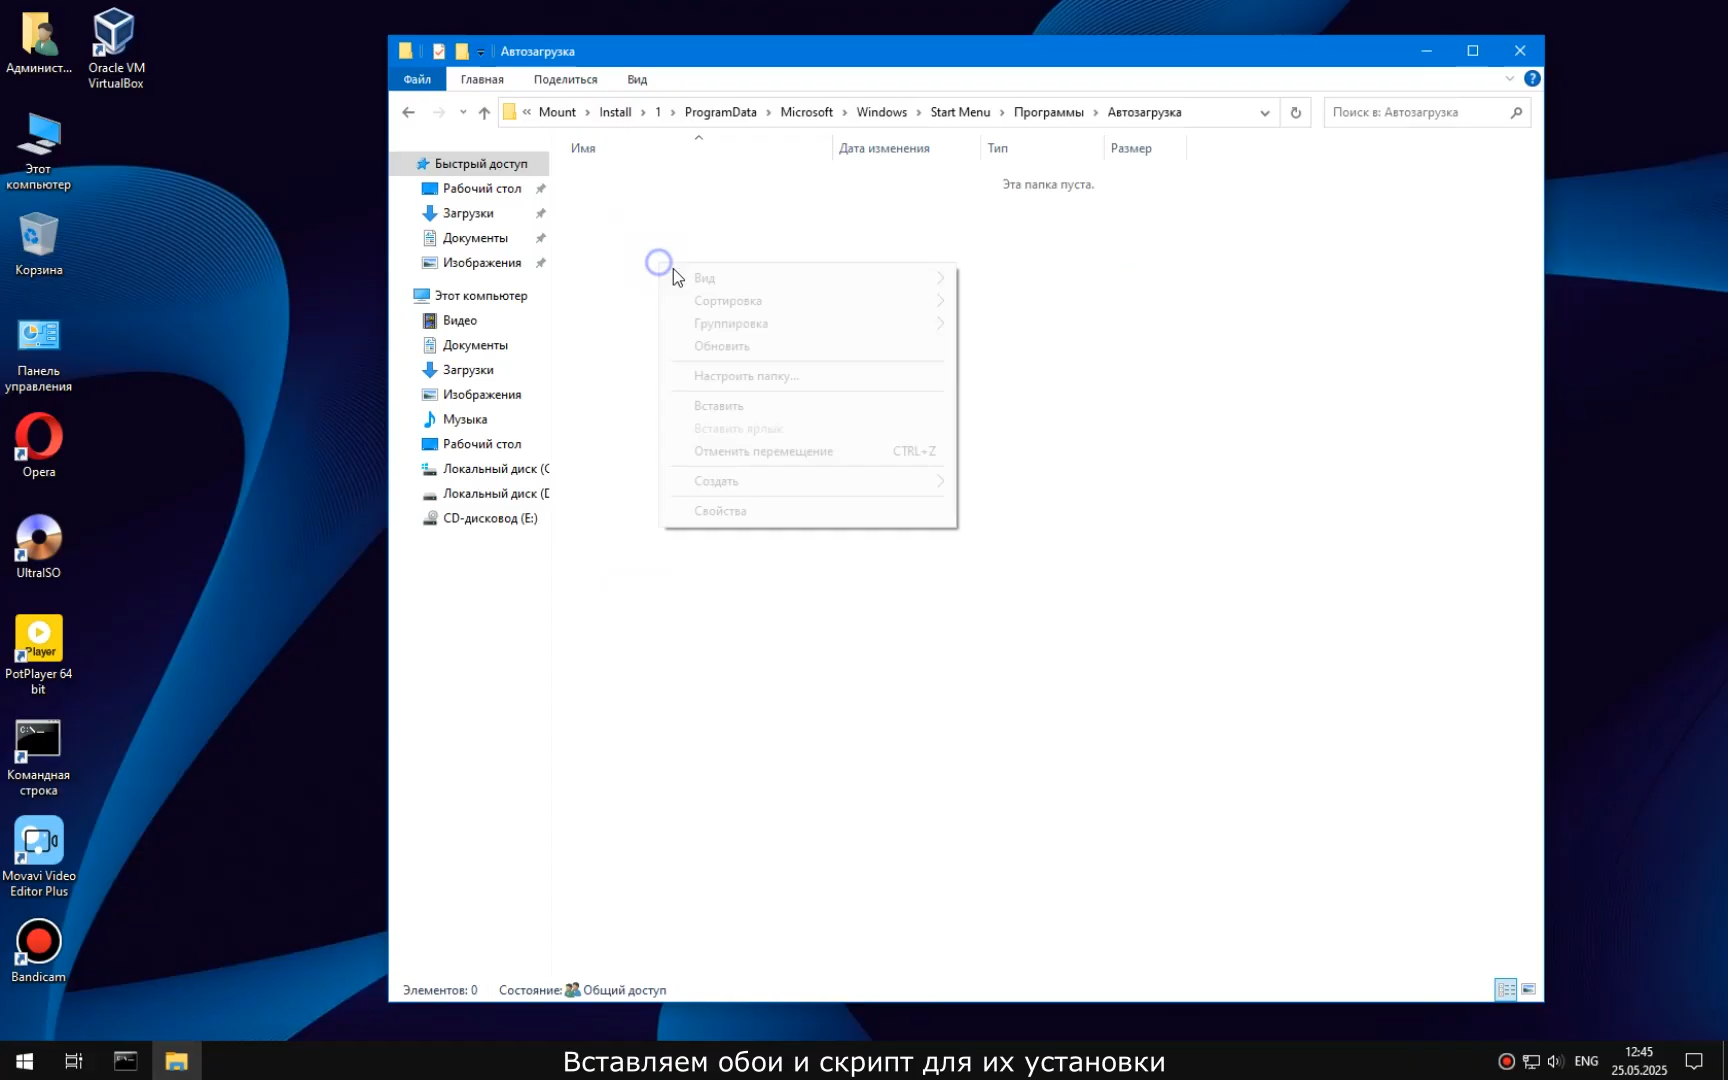 Админист...
Oracle VM
VirtualBox
Этот
компьютер
Корзина
Панель
управления
Opera
UltraISO
Player
PotPlayer 64
bit
C:\_
Командная
строка
Movavi Video
Editor Plus
Bandicam
Автозагрузка
Файл
Главная
Поделиться
Вид
« Mount › Install › 1 › ProgramData › Microsoft › Windows › Start Menu › Программы › Автозагрузка
Поиск в: Автозагрузка
Имя
Дата изменения
Тип
Размер
Эта папка пуста.
Быстрый доступ
Рабочий стол
Загрузки
Документы
Изображения
Этот компьютер
Видео
Документы
Загрузки
Изображения
Музыка
Рабочий стол
Локальный диск (C
Локальный диск (D
CD-дисковод (E:)
Вид
Сортировка
Группировка
Обновить
Настроить папку...
Вставить
Вставить ярлык
Отменить перемещение CTRL+Z
Создать
Свойства
Элементов: 0
Состояние: Общий доступ
Вставляем обои и скрипт для их установки
ENG
12:45
25.05.2025